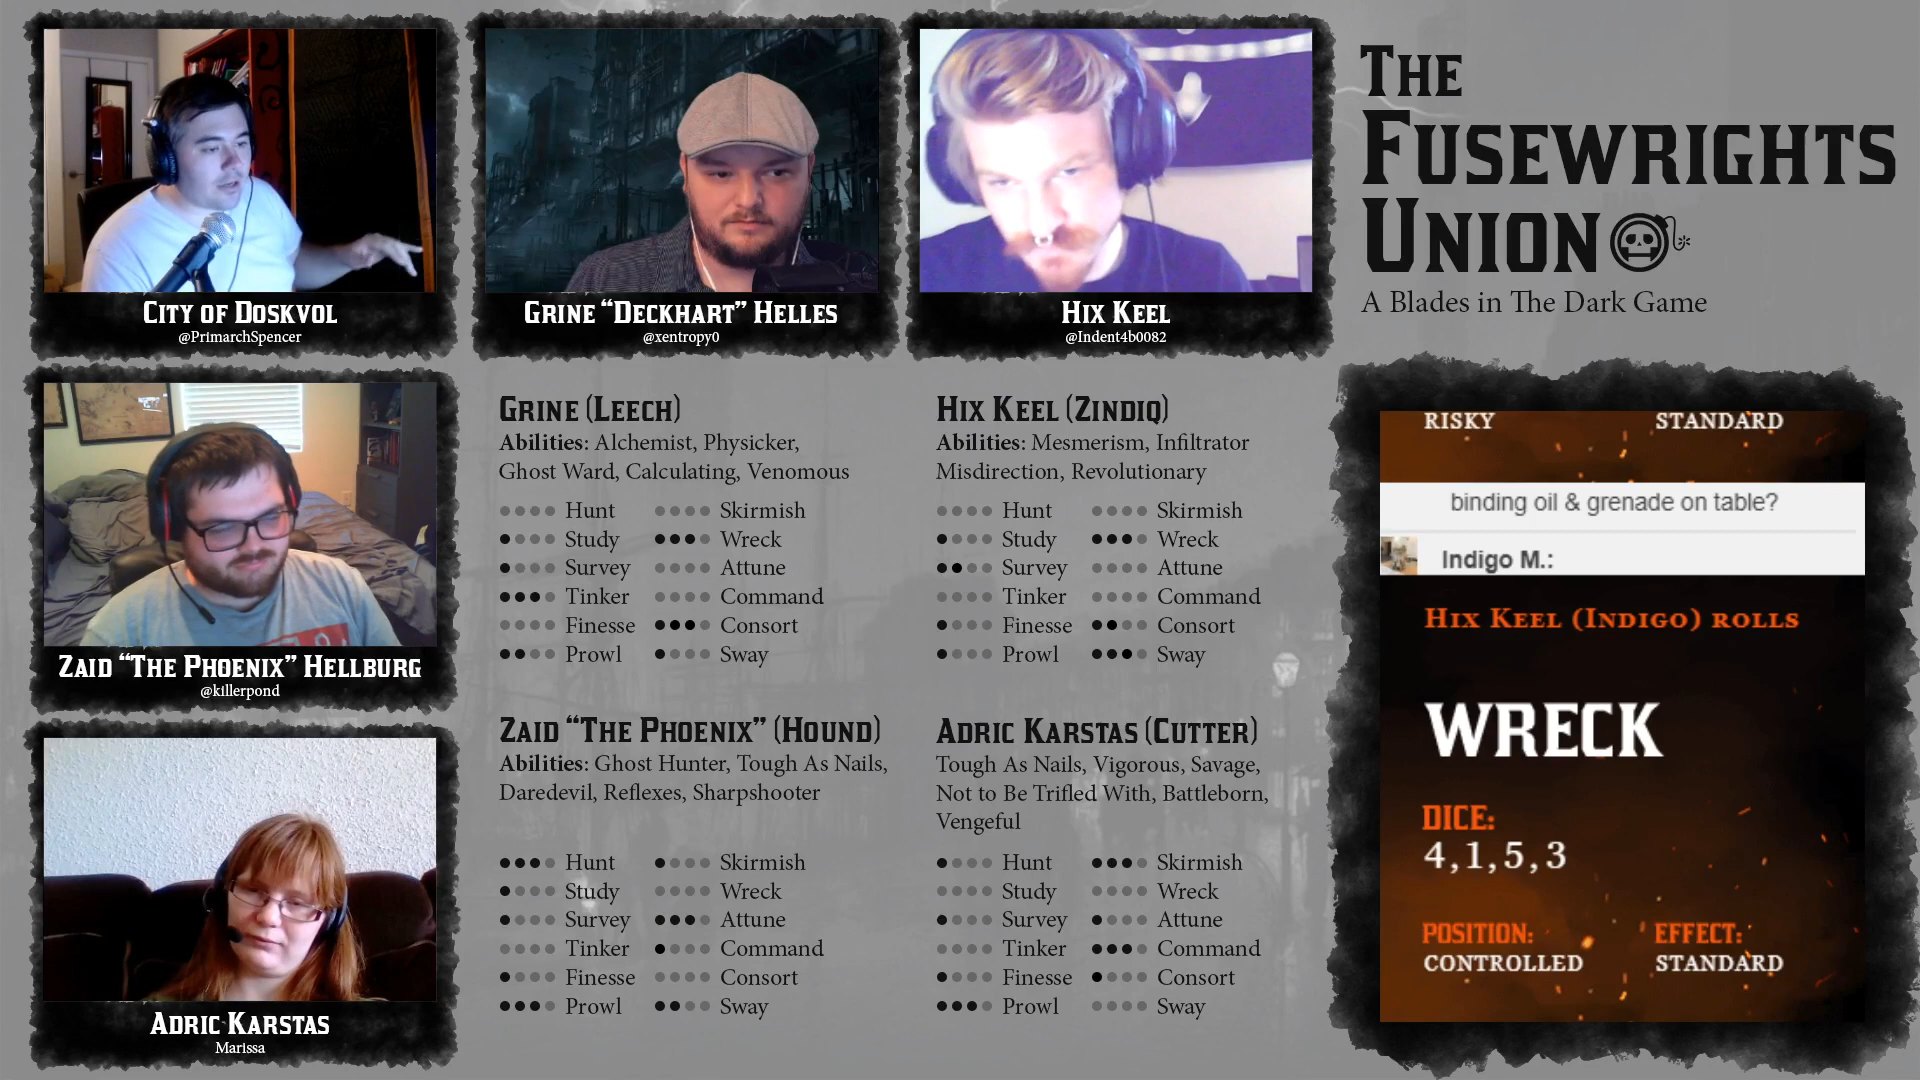 The
Fusewrights
Union
A Blades in The Dark Game
City of Doskvol
@PrimarchSpencer
Grine “Deckhart” Helles
@xentropy0
Hix Keel
@Indent4b0082
Zaid “The Phoenix” Hellburg
@killerpond
Adric Karstas
Marissa
Grine (Leech)
Abilities: Alchemist, Physicker,
Ghost Ward, Calculating, Venomous
Hunt Skirmish
Study Wreck
Survey Attune
Tinker Command
Finesse Consort
Prowl Sway
Hix Keel (Zindiq)
Abilities: Mesmerism, Infiltrator
Misdirection, Revolutionary
Hunt Skirmish
Study Wreck
Survey Attune
Tinker Command
Finesse Consort
Prowl Sway
Zaid “The Phoenix” (Hound)
Abilities: Ghost Hunter, Tough As Nails,
Daredevil, Reflexes, Sharpshooter
Hunt Skirmish
Study Wreck
Survey Attune
Tinker Command
Finesse Consort
Prowl Sway
Adric Karstas (Cutter)
Tough As Nails, Vigorous, Savage,
Not to Be Trifled With, Battleborn,
Vengeful
Hunt Skirmish
Study Wreck
Survey Attune
Tinker Command
Finesse Consort
Prowl Sway
RISKY STANDARD
binding oil & grenade on table?
Indigo M.:
Hix Keel (Indigo) rolls
WRECK
DICE:
4,1,5,3
POSITION: EFFECT:
CONTROLLED STANDARD